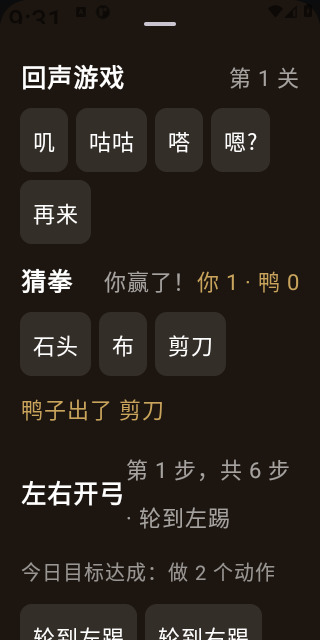 9:31
回声游戏 第 1 关
叽 咕咕 嗒 嗯?
再来
猜拳 你赢了! 你 1 · 鸭 0
石头 布 剪刀
鸭子出了 剪刀
左右开弓 第 1 步，共 6 步
· 轮到左踢
今日目标达成：做 2 个动作
轮到左踢 轮到右踢